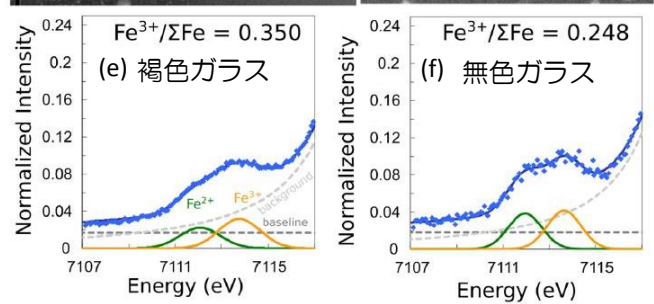 Fe³⁺/ΣFe = 0.350
(e) 褐色ガラス
Normalized Intensity
0.24
0.2
0.16
0.12
0.08
0.04
0
Fe²⁺
Fe³⁺
background
baseline
7107
7111
7115
Energy (eV)
Fe³⁺/ΣFe = 0.248
(f) 無色ガラス
Normalized Intensity
0.24
0.2
0.16
0.12
0.08
0.04
0
7107
7111
7115
Energy (eV)